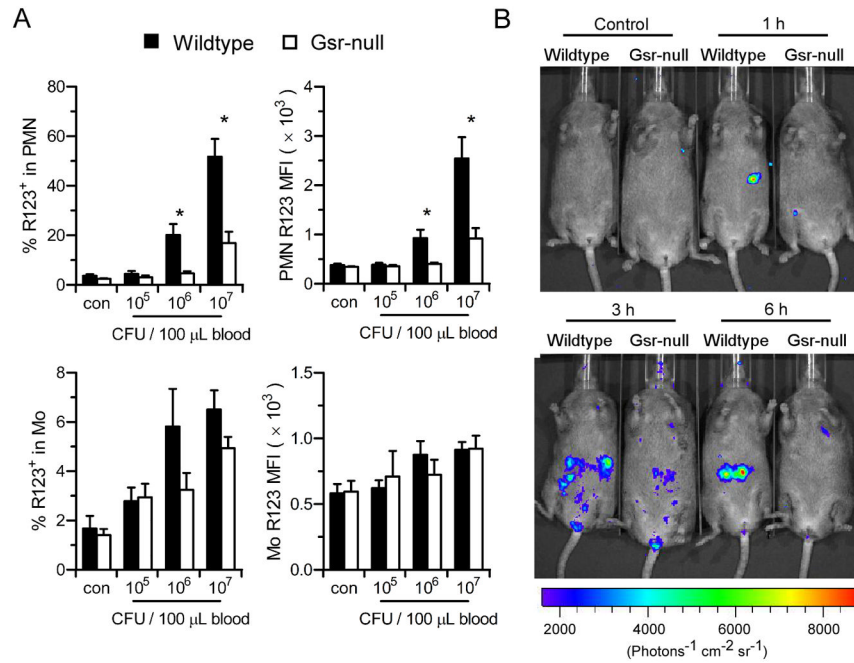 A
Wildtype Gsr-null
% R123+ in PMN
80
60
40
20
0
con 10^5 10^6 10^7
CFU / 100 µL blood
* *
PMN R123 MFI ( × 10^3)
4
3
2
1
0
con 10^5 10^6 10^7
CFU / 100 µL blood
* *
% R123+ in Mo
8
6
4
2
0
con 10^5 10^6 10^7
CFU / 100 µL blood
Mo R123 MFI ( × 10^3)
1.5
1.0
0.5
0.0
con 10^5 10^6 10^7
CFU / 100 µL blood
B
Control 1 h
Wildtype Gsr-null Wildtype Gsr-null
3 h 6 h
Wildtype Gsr-null Wildtype Gsr-null
2000 4000 6000 8000
(Photons^-1 cm^-2 sr^-1)